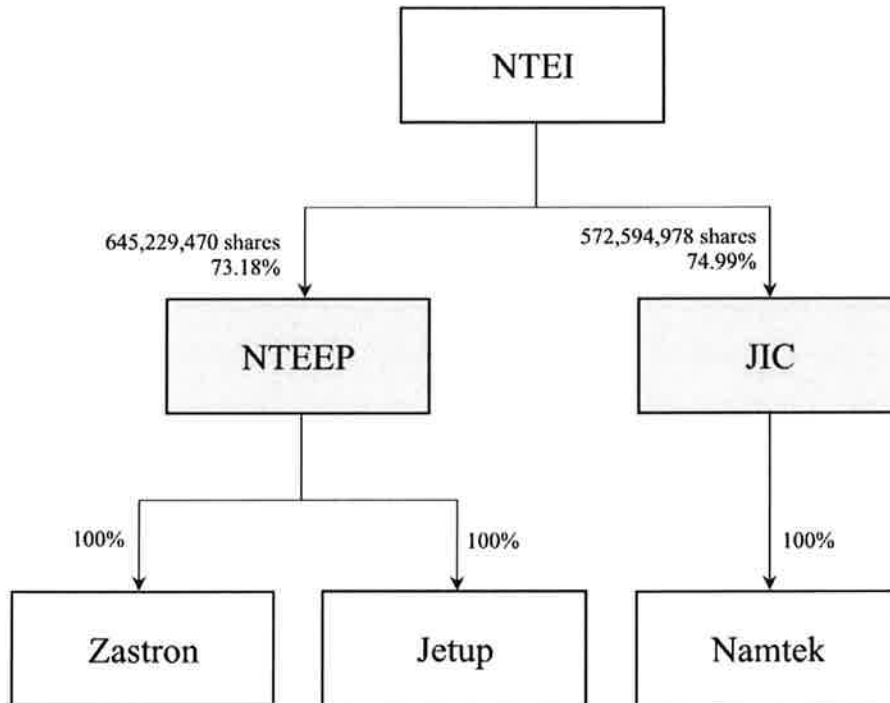 NTEI
645,229,470 shares
73.18%
572,594,978 shares
74.99%
NTEEP
JIC
100%
100%
100%
Zastron
Jetup
Namtek